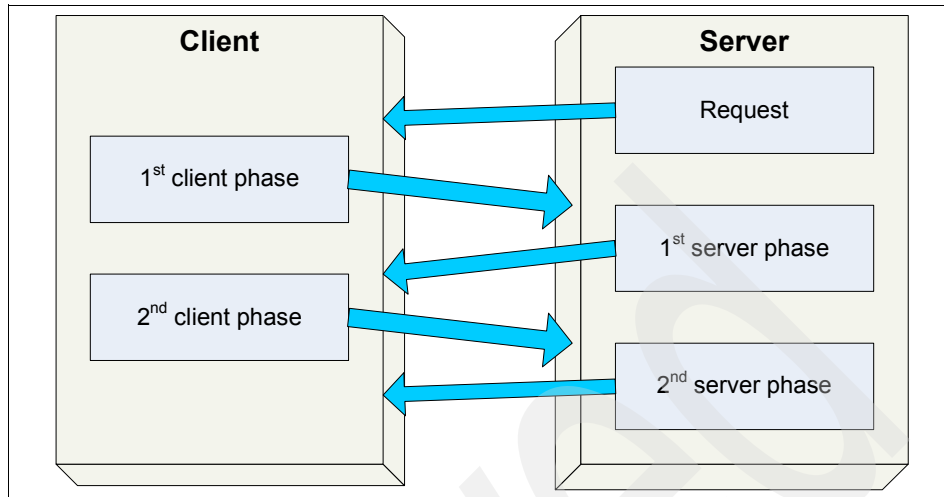 Client
Server
Request
1st client phase
1st server phase
2nd client phase
2nd server phase